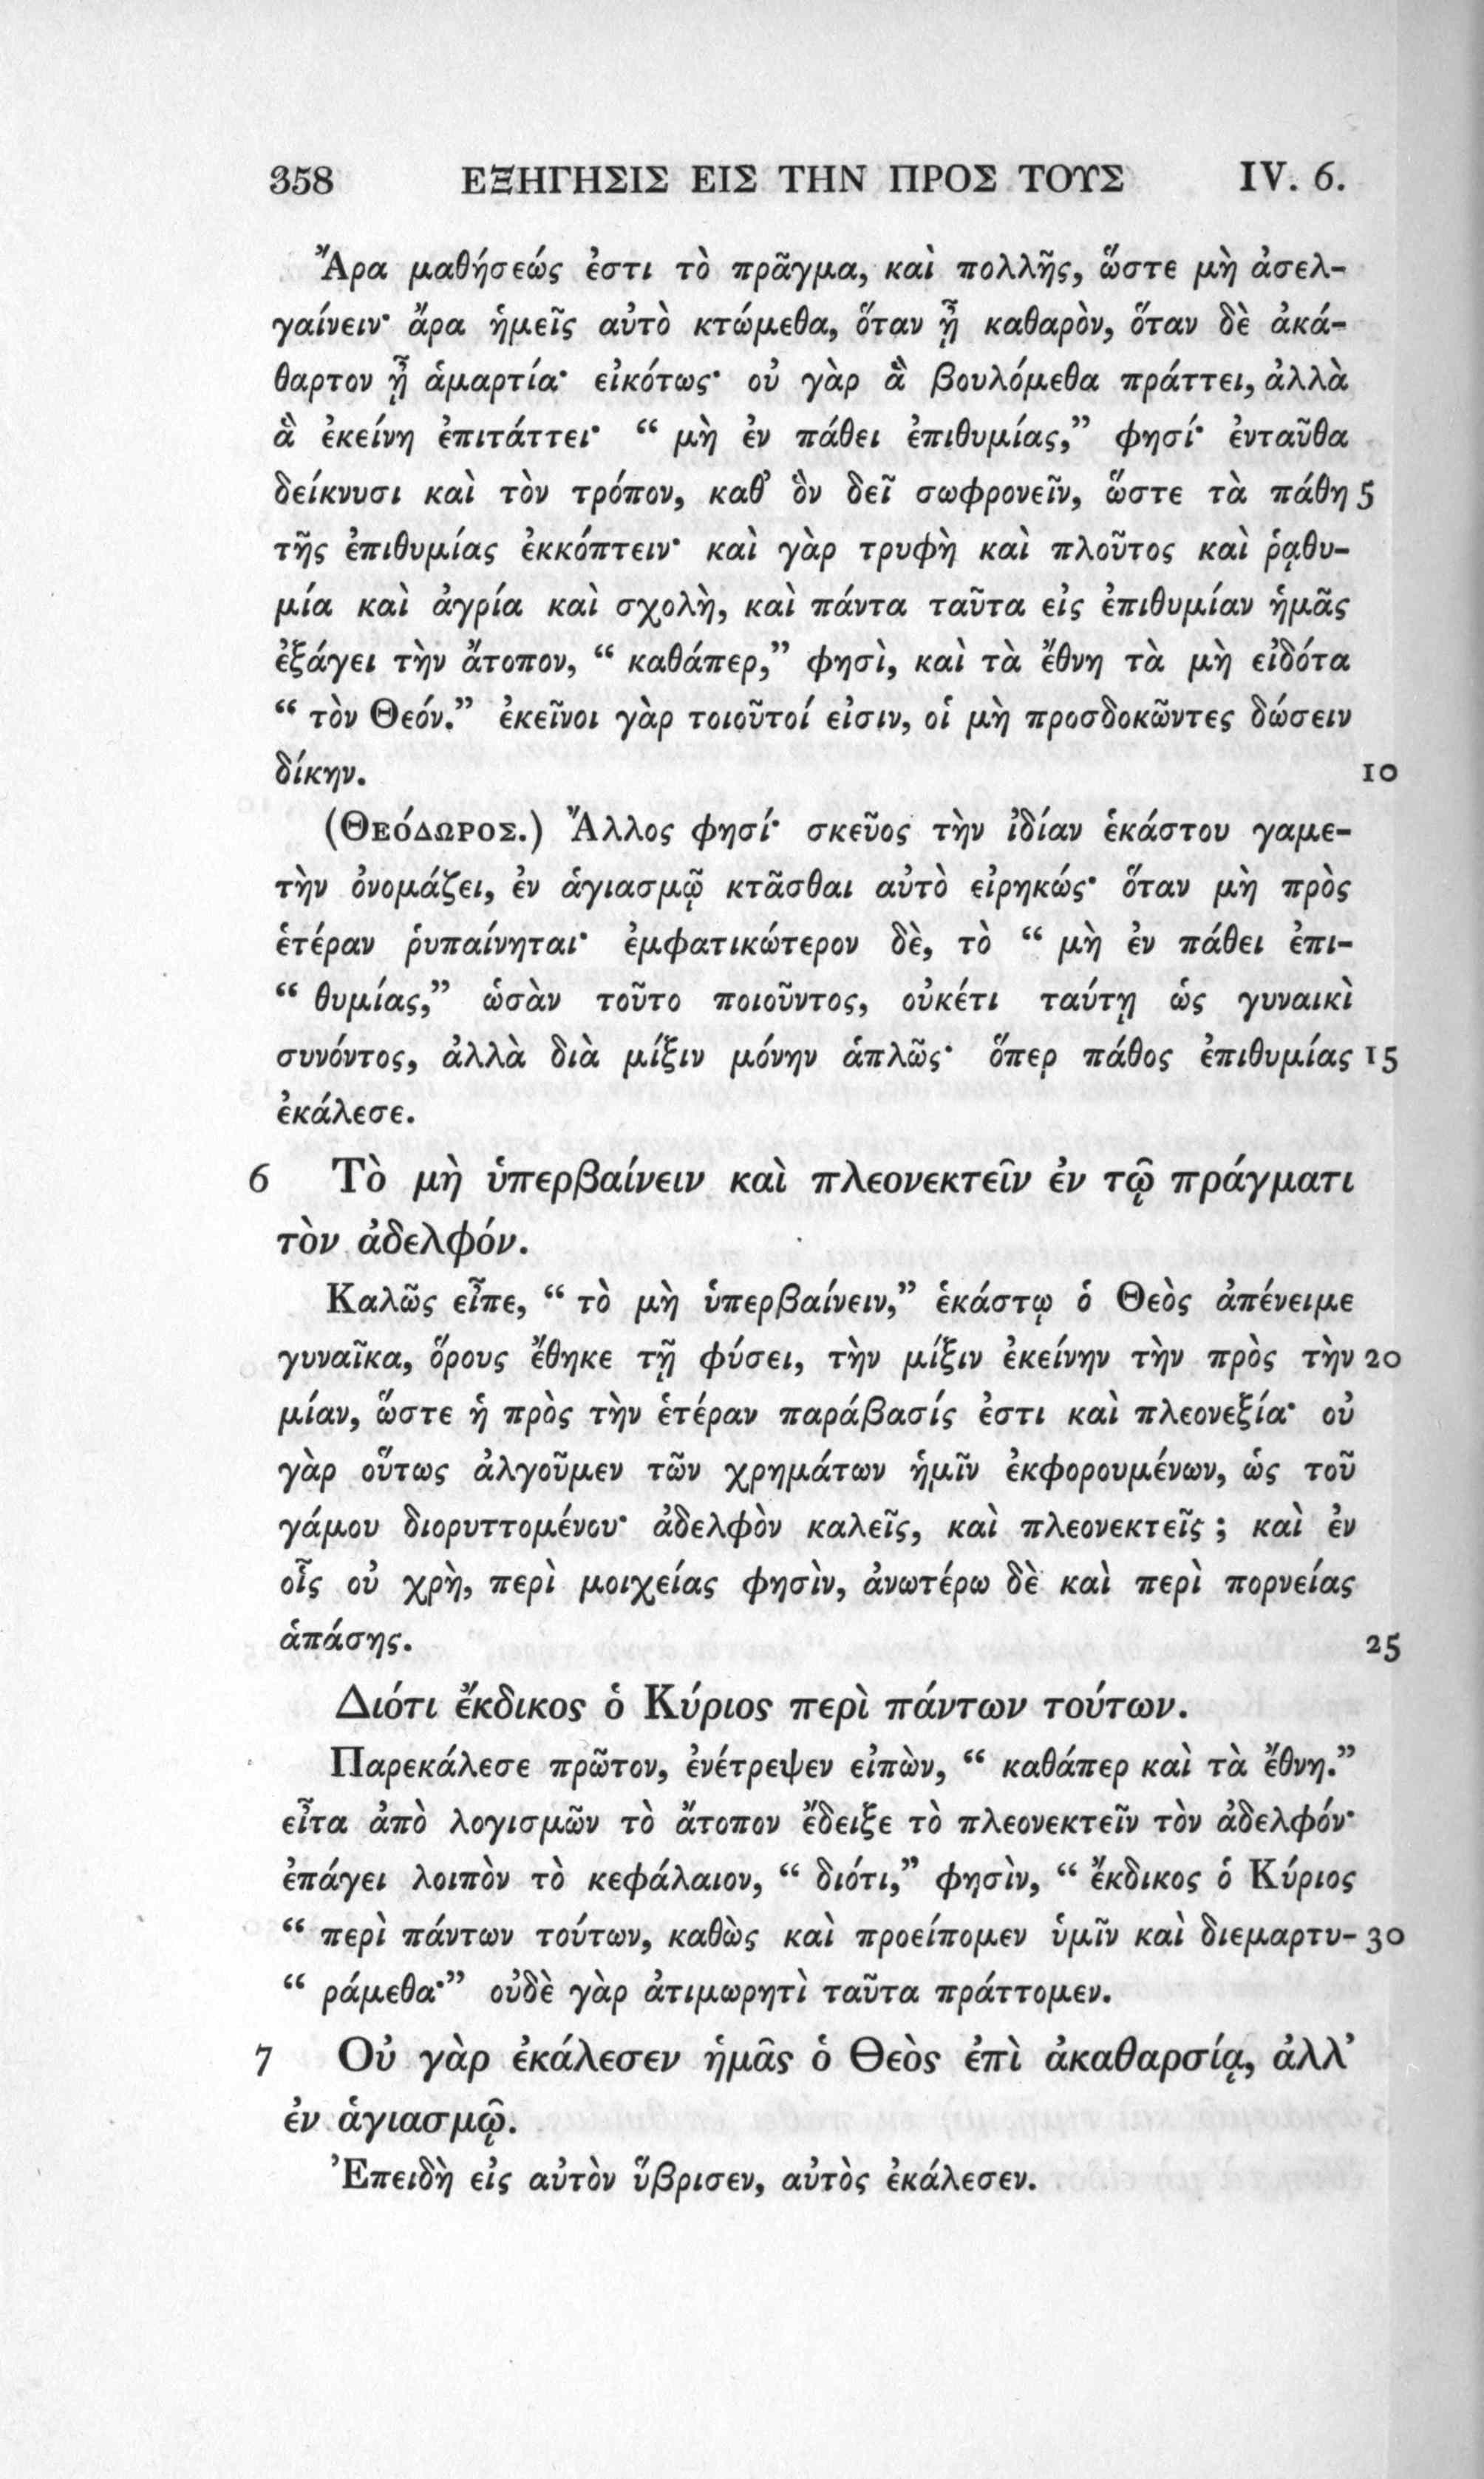 358 ΕΞΗΓΗΣΙΣ ΕΙΣ ΤΗΝ ΠΡΟΣ ΤΟΥΣ IV. 6.
Ἄρα μαθήσεώς ἐστι τὸ πρᾶγμα, καὶ πολλῆς, ὥστε μὴ ἀσελ-
γαίνειν· ἄρα ἡμεῖς αὐτὸ κτώμεθα, ὅταν ᾖ καθαρὸν, ὅταν δὲ ἀκά-
θαρτον ᾖ ἁμαρτία· εἰκότως· οὐ γὰρ ἃ βουλόμεθα πράττει, ἀλλὰ
ἃ ἐκείνη ἐπιτάττει· “ μὴ ἐν πάθει ἐπιθυμίας,” φησί· ἐνταῦθα
δείκνυσι καὶ τὸν τρόπον, καθ’ ὃν δεῖ σωφρονεῖν, ὥστε τὰ πάθη 5
τῆς ἐπιθυμίας ἐκκόπτειν· καὶ γὰρ τρυφὴ καὶ πλοῦτος καὶ ῥᾳθυ-
μία καὶ ἀγρία καὶ σχολὴ, καὶ πάντα ταῦτα εἰς ἐπιθυμίαν ἡμᾶς
ἐξάγει τὴν ἄτοπον, “ καθάπερ,” φησὶ, καὶ τὰ ἔθνη τὰ μὴ εἰδότα
“ τὸν Θεόν.” ἐκεῖνοι γὰρ τοιοῦτοί εἰσιν, οἱ μὴ προσδοκῶντες δώσειν
δίκην. 10
(Θεόδωρος.) Ἄλλος φησί· σκεῦος τὴν ἰδίαν ἑκάστου γαμε-
τὴν ὀνομάζει, ἐν ἁγιασμῷ κτᾶσθαι αὐτὸ εἰρηκώς· ὅταν μὴ πρὸς
ἑτέραν ῥυπαίνηται· ἐμφατικώτερον δὲ, τὸ “ μὴ ἐν πάθει ἐπι-
“ θυμίας,” ὡσὰν τοῦτο ποιοῦντος, οὐκέτι ταύτῃ ὡς γυναικὶ
συνόντος, ἀλλὰ διὰ μίξιν μόνην ἁπλῶς· ὅπερ πάθος ἐπιθυμίας 15
ἐκάλεσε.
6 Τὸ μὴ ὑπερβαίνειν καὶ πλεονεκτεῖν ἐν τῷ πράγματι
τὸν ἀδελφόν.
Καλῶς εἶπε, “ τὸ μὴ ὑπερβαίνειν,” ἑκάστῳ ὁ Θεὸς ἀπένειμε
γυναῖκα, ὅρους ἔθηκε τῇ φύσει, τὴν μίξιν ἐκείνην τὴν πρὸς τὴν 20
μίαν, ὥστε ἡ πρὸς τὴν ἑτέραν παράβασίς ἐστι καὶ πλεονεξία· οὐ
γὰρ οὕτως ἀλγοῦμεν τῶν χρημάτων ἡμῖν ἐκφορουμένων, ὡς τοῦ
γάμου διορυττομένου· ἀδελφὸν καλεῖς, καὶ πλεονεκτεῖς ; καὶ ἐν
οἷς οὐ χρὴ, περὶ μοιχείας φησὶν, ἀνωτέρω δὲ καὶ περὶ πορνείας
ἁπάσης. 25
Διότι ἔκδικος ὁ Κύριος περὶ πάντων τούτων.
Παρεκάλεσε πρῶτον, ἐνέτρεψεν εἰπὼν, “ καθάπερ καὶ τὰ ἔθνη.”
εἶτα ἀπὸ λογισμῶν τὸ ἄτοπον ἔδειξε τὸ πλεονεκτεῖν τὸν ἀδελφόν·
ἐπάγει λοιπὸν τὸ κεφάλαιον, “ διότι,” φησὶν, “ ἔκδικος ὁ Κύριος
“ περὶ πάντων τούτων, καθὼς καὶ προείπομεν ὑμῖν καὶ διεμαρτυ- 30
“ ράμεθα·” οὐδὲ γὰρ ἀτιμωρητὶ ταῦτα πράττομεν.
7 Οὐ γὰρ ἐκάλεσεν ἡμᾶς ὁ Θεὸς ἐπὶ ἀκαθαρσίᾳ, ἀλλ’
ἐν ἁγιασμῷ.
Ἐπειδὴ εἰς αὐτὸν ὕβρισεν, αὐτὸς ἐκάλεσεν.